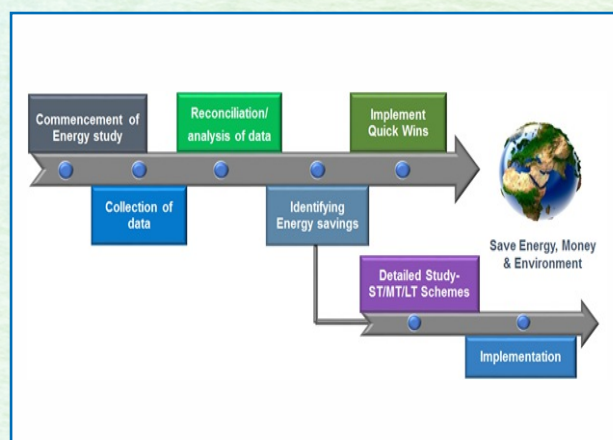 Commencement of
Energy study
Reconciliation/
analysis of data
Implement
Quick Wins
Collection of
data
Identifying
Energy savings
Save Energy, Money
& Environment
Detailed Study-
ST/MT/LT Schemes
Implementation